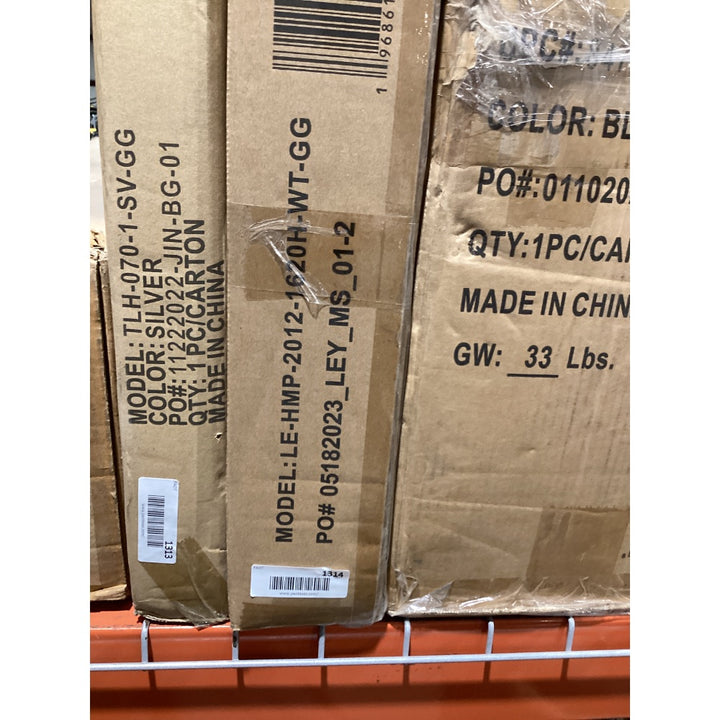 MODEL: TLH-070-1-SV-GG
COLOR: SILVER
PO#:11222022-JIN-BG-01
QTY: 1PC/CARTON
MADE IN CHINA
1313
MODEL: LE-HMP-2012-1620H-WT-GG
PO# 05182023_LEY_MS_01-2
1314
COLOR: BL
PO#:011020
QTY:1PC/CA
MADE IN CHIN
GW: 33 Lbs.